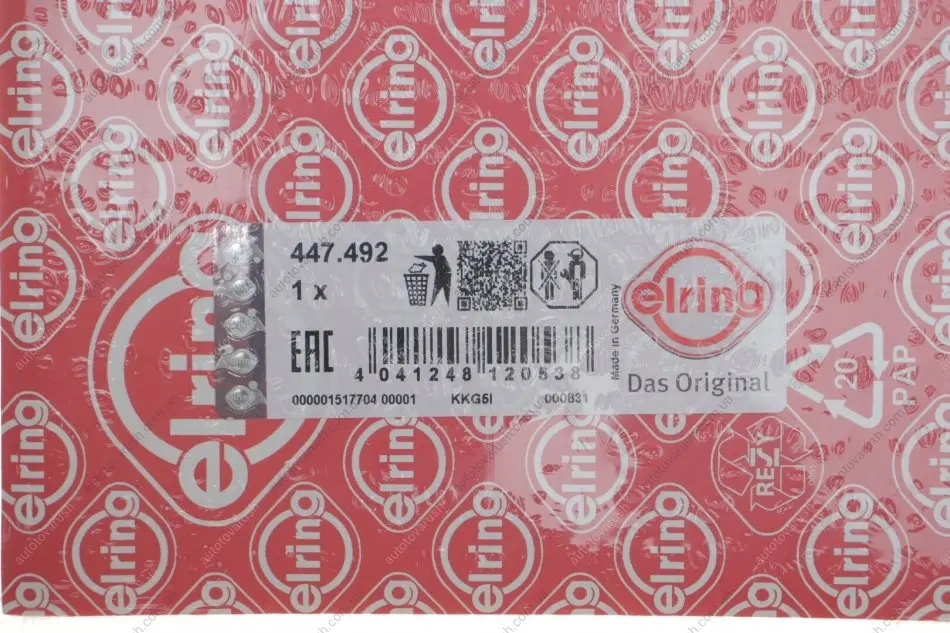 447.492
1 x
EAC
4 041248 120538
000001517704 00001 KKG5I 000831
Made in Germany
elring
Das Original
20
PAP
RESY
elring